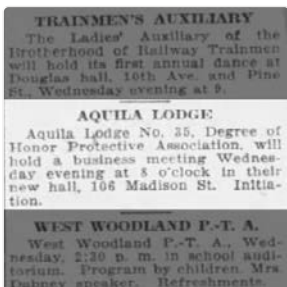 TRAINMEN'S AUXILIARY
The Ladies' Auxiliary of the
Brotherhood of Railway Trainmen
will hold its first annual dance at
Douglas hall, 10th Ave. and Pine
St., Wednesday evening at 9.
AQUILA LODGE
Aquila Lodge No. 35, Degree of
Honor Protective Association, will
hold a business meeting Wednes-
day evening at 8 o'clock in their
new hall, 106 Madison St. Initia-
tion.
WEST WOODLAND P.-T. A.
West Woodland P.-T. A., Wed-
nesday, 2:30 p. m. in school audi-
torium. Program by children. Mrs.
Dabney speaker. Refreshments.